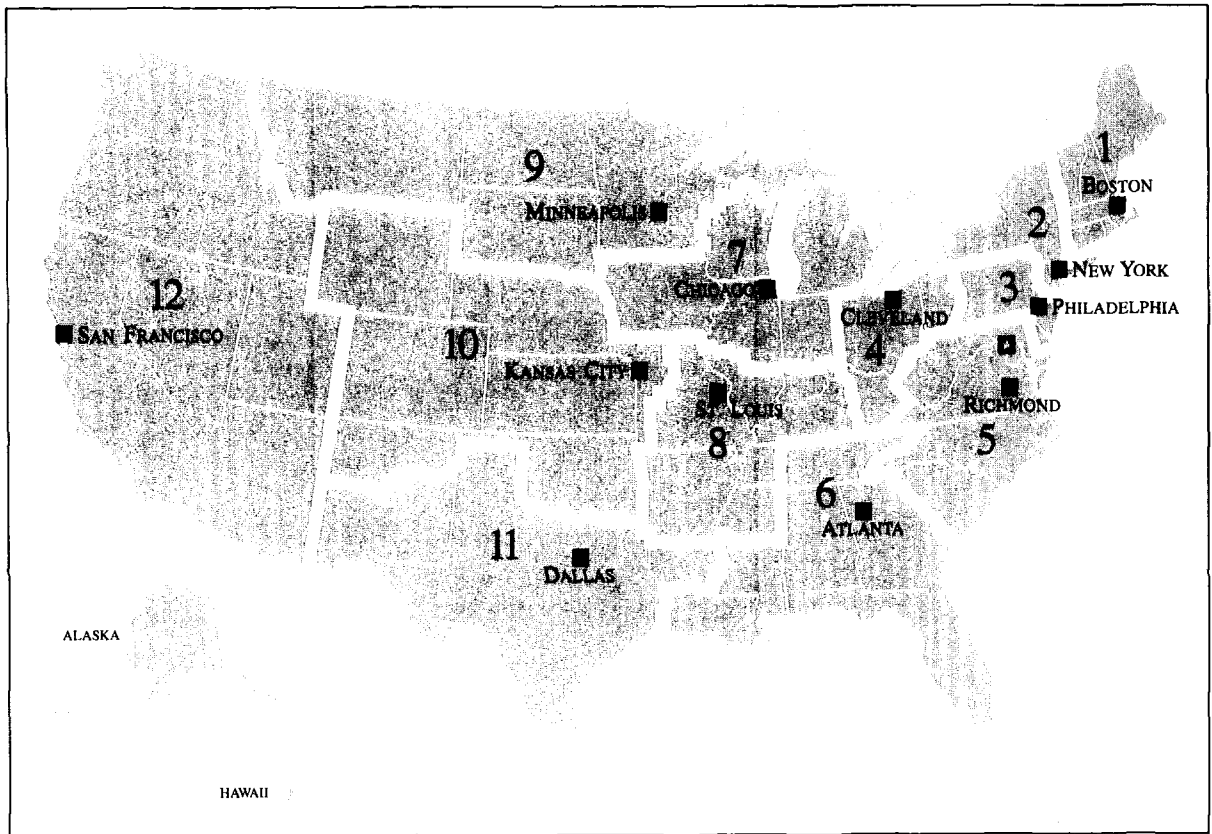 1
BOSTON
9
MINNEAPOLIS
2
7
NEW YORK
12
CHICAGO
3
CLEVELAND
PHILADELPHIA
SAN FRANCISCO
10
4
KANSAS CITY
ST. LOUIS
RICHMOND
8
5
6
ATLANTA
11
DALLAS
ALASKA
HAWAII